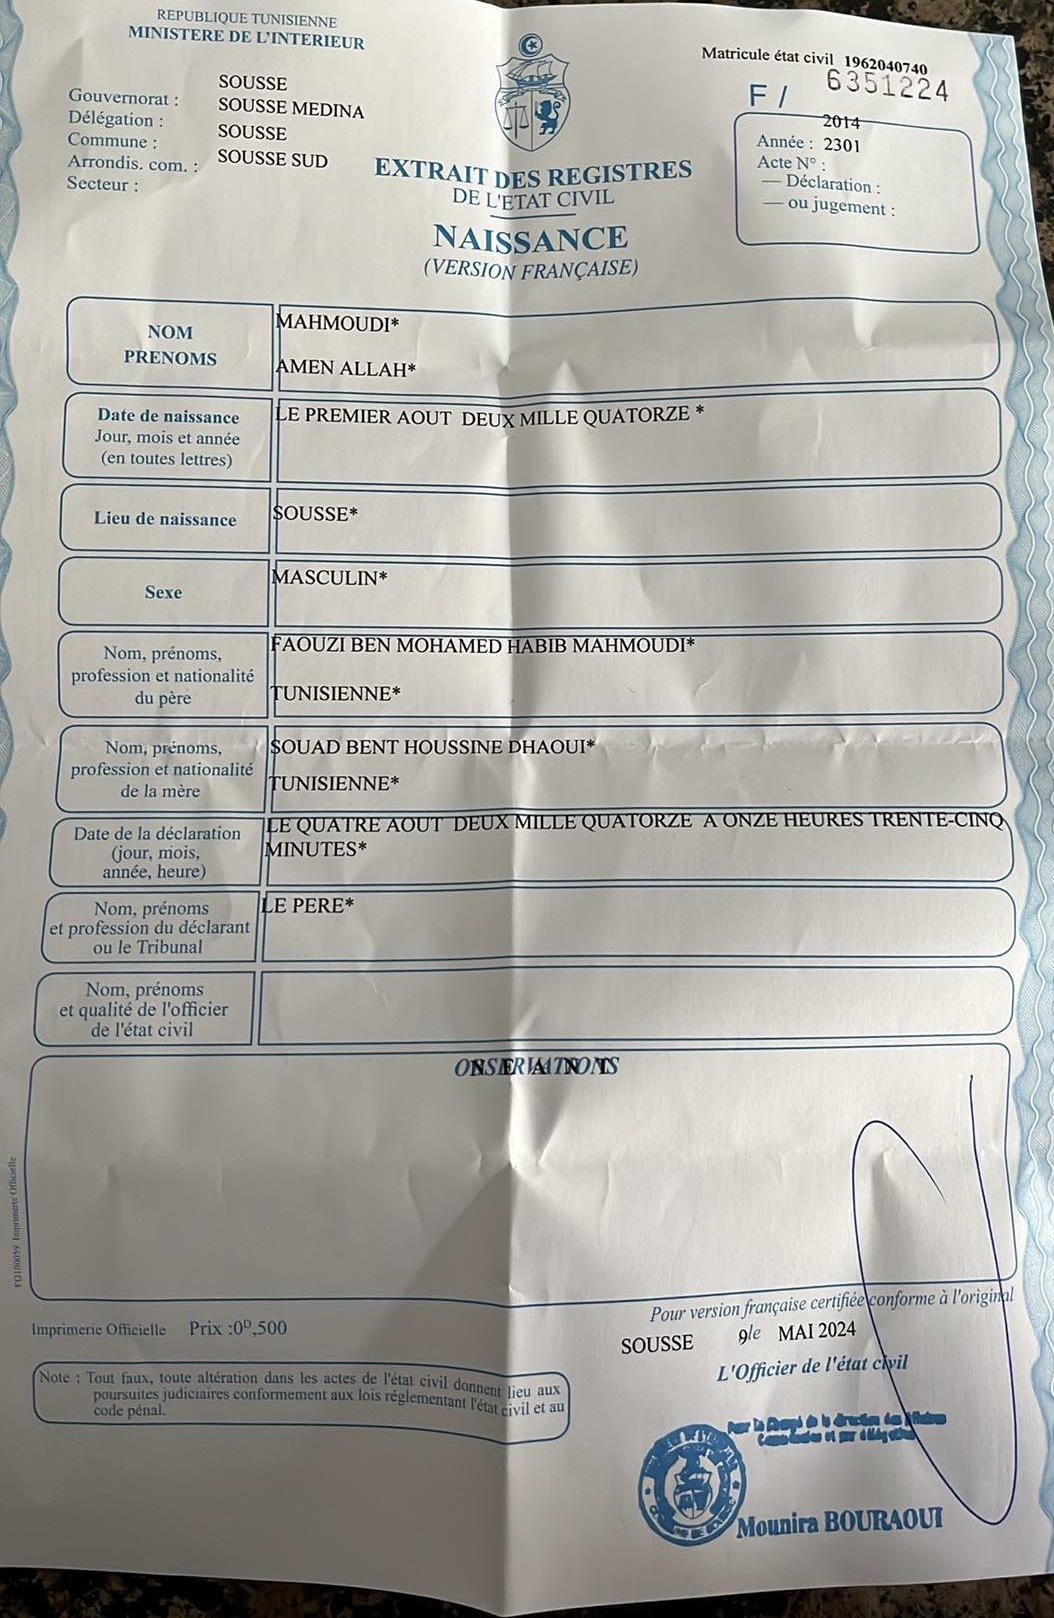 REPUBLIQUE TUNISIENNE
MINISTERE DE L'INTERIEUR
Matricule état civil 1962040740
F / 6351224
Gouvernorat : SOUSSE
Délégation : SOUSSE MEDINA
Commune : SOUSSE
Arrondis. com. : SOUSSE SUD
Secteur :
2014
Année : 2301
Acte N° :
— Déclaration :
— ou jugement :
EXTRAIT DES REGISTRES
DE L'ETAT CIVIL
NAISSANCE
(VERSION FRANÇAISE)
NOM
PRENOMS
MAHMOUDI*
AMEN ALLAH*
Date de naissance
Jour, mois et année
(en toutes lettres)
LE PREMIER AOUT DEUX MILLE QUATORZE *
Lieu de naissance
SOUSSE*
Sexe
MASCULIN*
Nom, prénoms,
profession et nationalité
du père
FAOUZI BEN MOHAMED HABIB MAHMOUDI*
TUNISIENNE*
Nom, prénoms,
profession et nationalité
de la mère
SOUAD BENT HOUSSINE DHAOUI*
TUNISIENNE*
Date de la déclaration
(jour, mois,
année, heure)
LE QUATRE AOUT DEUX MILLE QUATORZE A ONZE HEURES TRENTE-CINQ
MINUTES*
Nom, prénoms
et profession du déclarant
ou le Tribunal
LE PERE*
Nom, prénoms
et qualité de l'officier
de l'état civil
OBSERVATIONS
Imprimerie Officielle
Pour version française certifiée conforme à l'original
SOUSSE 9le MAI 2024
L'Officier de l'état civil
Imprimerie Officielle Prix :0ᴰ,500
Note : Tout faux, toute altération dans les actes de l'état civil donnent lieu aux
poursuites judiciaires conformement aux lois réglementant l'état civil et au
code pénal.
Mounira BOURAOUI